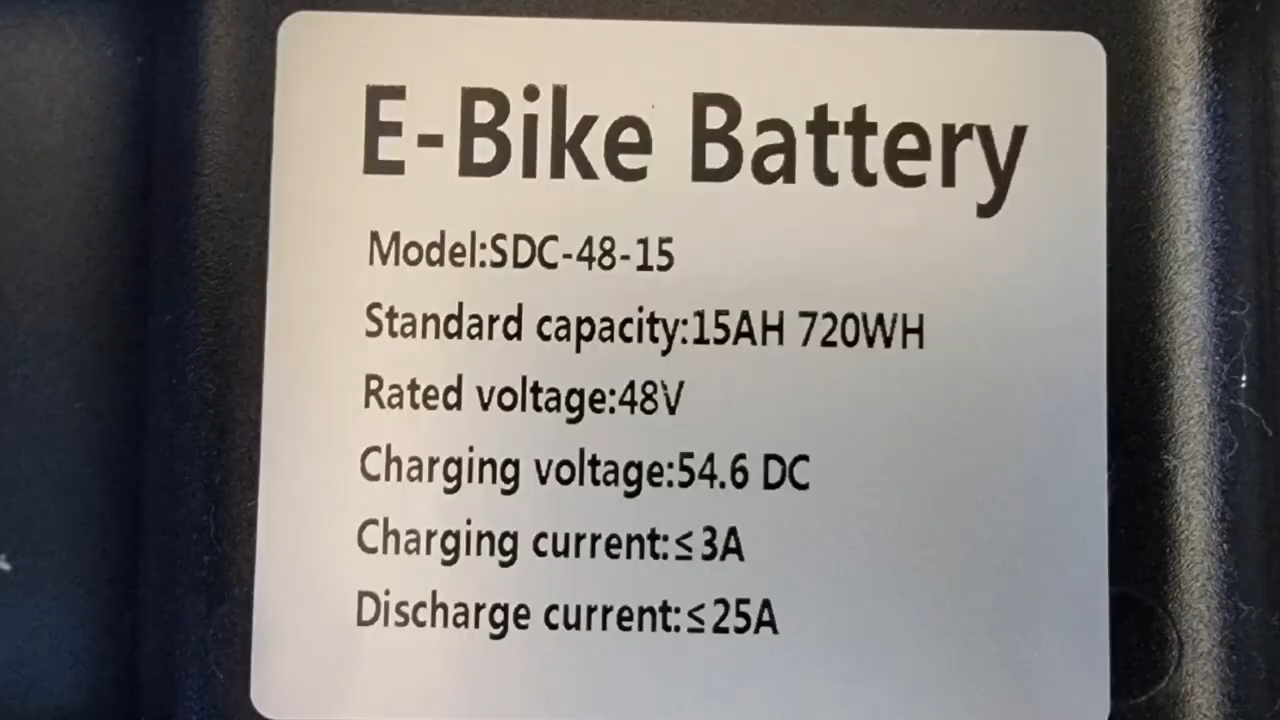 E-Bike Battery
Model:SDC-48-15
Standard capacity:15AH 720WH
Rated voltage:48V
Charging voltage:54.6 DC
Charging current:≤3A
Discharge current:≤25A